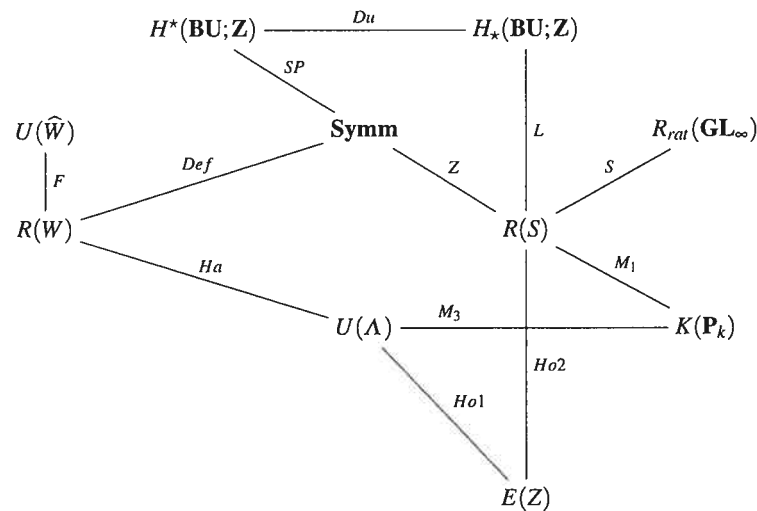 H*(BU; Z) Du H⋆(BU; Z)
SP
U(Ŵ) Symm L R_rat(GL∞)
F Def Z S
R(W) R(S)
Ha M₁
U(Λ) M₃ K(P_k)
Ho1 Ho2
E(Z)